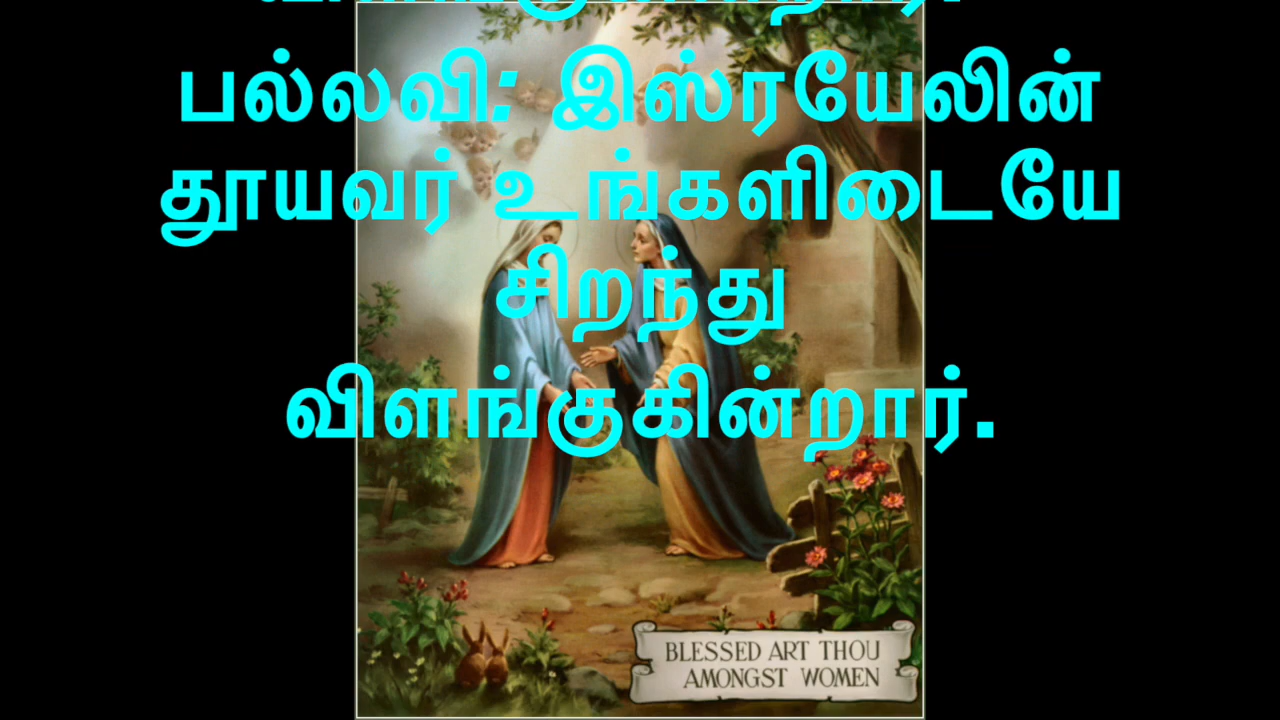 பல்லவி: இஸ்ரயேலின்
தூயவர் உங்களிடையே
சிறந்து
விளங்குகின்றார்.
BLESSED ART THOU
AMONGST WOMEN